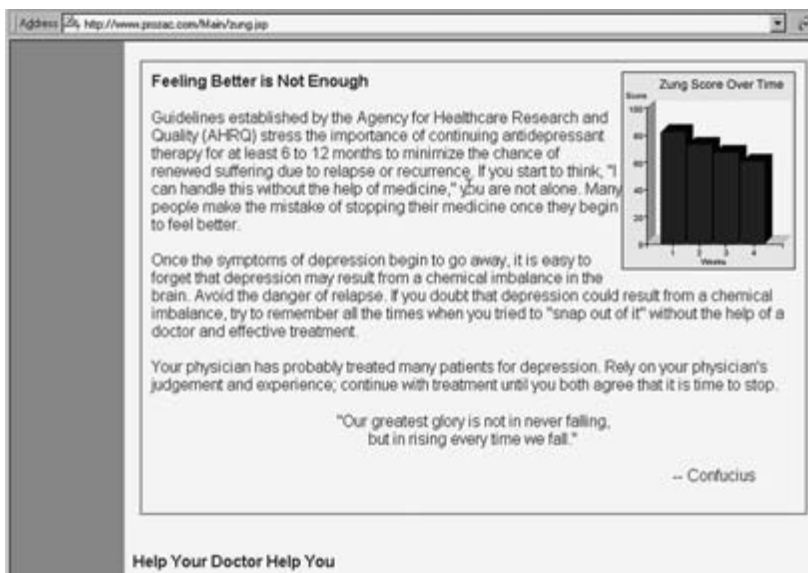 Address http://www.prozac.com/Main/zung.jsp
Feeling Better is Not Enough
Guidelines established by the Agency for Healthcare Research and
Quality (AHRQ) stress the importance of continuing antidepressant
therapy for at least 6 to 12 months to minimize the chance of
renewed suffering due to relapse or recurrence. If you start to think, "I
can handle this without the help of medicine," you are not alone. Many
people make the mistake of stopping their medicine once they begin
to feel better.
Zung Score Over Time
Score
100
80
60
40
20
0
1 2 3 4
Weeks
Once the symptoms of depression begin to go away, it is easy to
forget that depression may result from a chemical imbalance in the
brain. Avoid the danger of relapse. If you doubt that depression could result from a chemical
imbalance, try to remember all the times when you tried to "snap out of it" without the help of a
doctor and effective treatment.
Your physician has probably treated many patients for depression. Rely on your physician's
judgement and experience; continue with treatment until you both agree that it is time to stop.
"Our greatest glory is not in never falling,
but in rising every time we fall."
-- Confucius
Help Your Doctor Help You